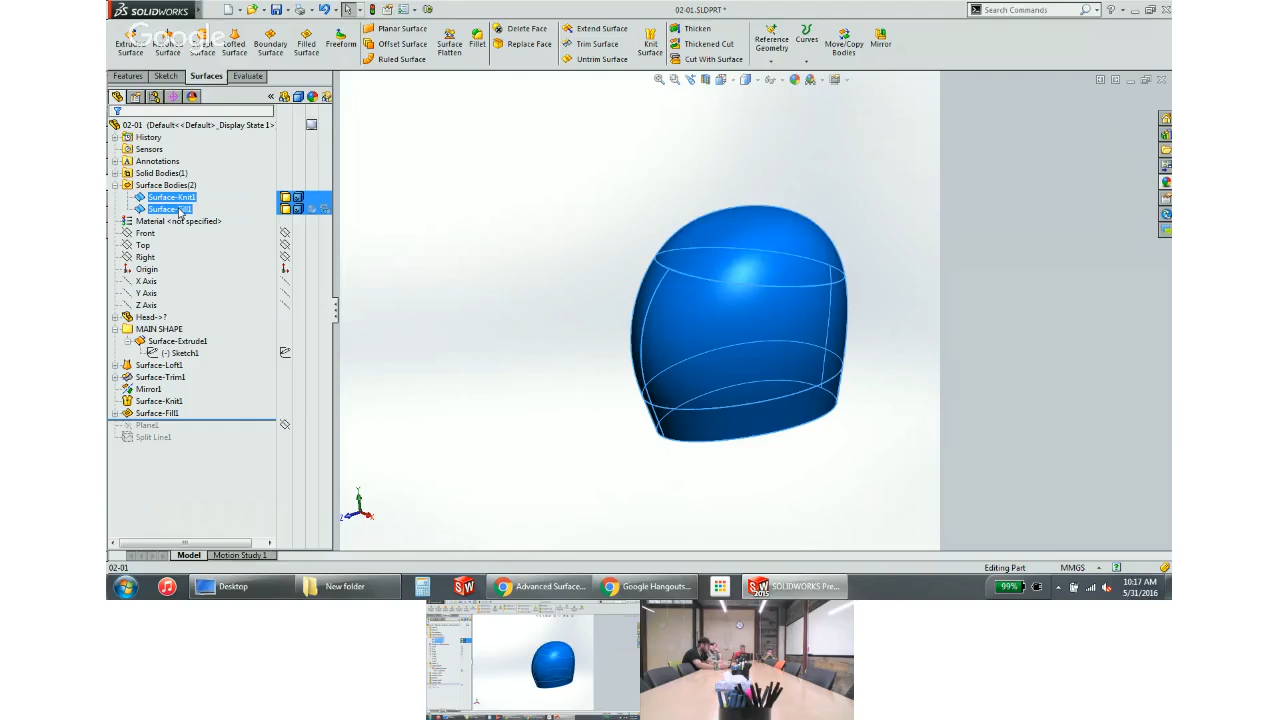 SOLIDWORKS
02-01.SLDPRT *
Search Commands
Google
Extruded Surface
Lofted Surface
Boundary Surface
Filled Surface
Freeform
Planar Surface
Offset Surface
Ruled Surface
Surface Flatten
Fillet
Delete Face
Replace Face
Extend Surface
Trim Surface
Untrim Surface
Knit Surface
Thicken
Thickened Cut
Cut With Surface
Reference Geometry
Curves
Move/Copy Bodies
Mirror
Features
Sketch
Surfaces
Evaluate
02-01 (Default<<Default>_Display State 1>
History
Sensors
Annotations
Solid Bodies(1)
Surface Bodies(2)
Surface-Knit1
Surface-Fill1
Material <not specified>
Front
Top
Right
Origin
X Axis
Y Axis
Z Axis
Head->?
MAIN SHAPE
Surface-Extrude1
(-) Sketch1
Surface-Loft1
Surface-Trim1
Mirror1
Surface-Knit1
Surface-Fill1
Plane1
Split Line1
Y
X
Z
Model
Motion Study 1
02-01
Editing Part
MMGS
Desktop
New folder
Advanced Surface...
Google Hangouts...
SOLIDWORKS Pre...
2015
99%
10:17 AM
5/31/2016